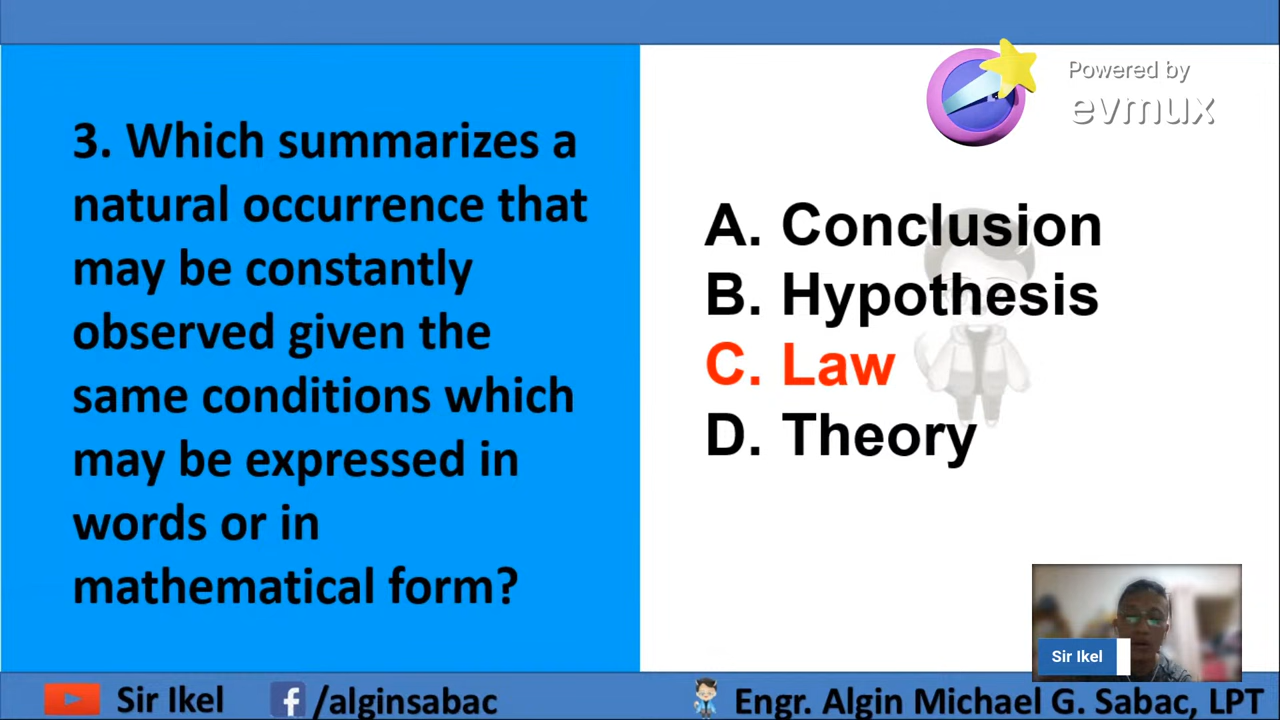 Powered by
evmux
3. Which summarizes a
natural occurrence that
may be constantly
observed given the
same conditions which
may be expressed in
words or in
mathematical form?
A. Conclusion
B. Hypothesis
C. Law
D. Theory
Sir Ikel
Sir Ikel
/alginsabac
Engr. Algin Michael G. Sabac, LPT